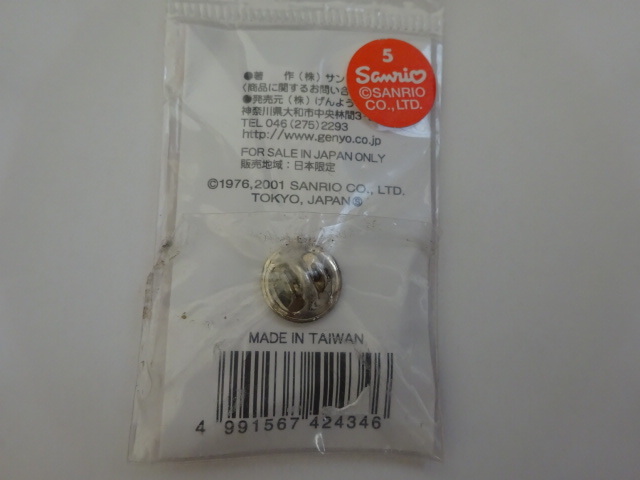 5
Sanrio
©SANRIO
CO.,LTD.
●著 作(株)サン
(商品に関するお問い合
●発売元(株)げんよう
神奈川県大和市中央林間3-
TEL 046(275)2293
http://www.genyo.co.jp
FOR SALE IN JAPAN ONLY
販売地域:日本限定
©1976,2001 SANRIO CO., LTD.
TOKYO, JAPAN Ⓢ
MADE IN TAIWAN
4 991567 424346